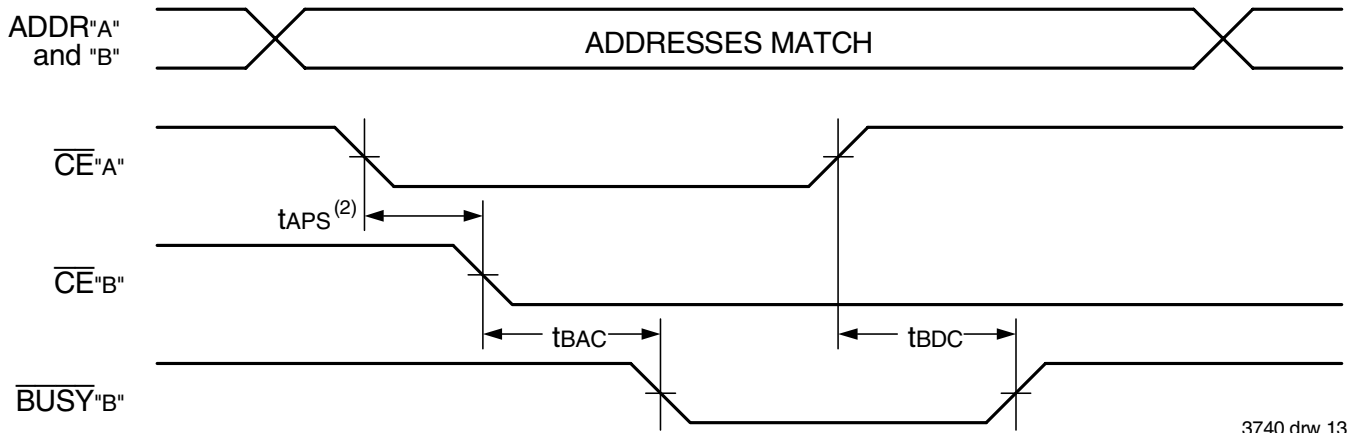 ADDR"A"
and "B"
ADDRESSES MATCH
CE"A"
tAPS(2)
CE"B"
tBAC
tBDC
BUSY"B"
3740 drw 13